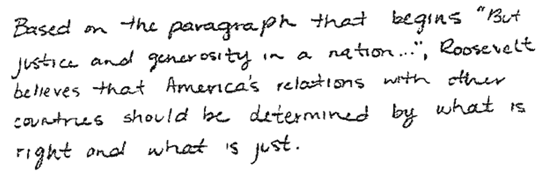 Based on the paragraph that begins "But
justice and generosity in a nation...", Roosevelt
believes that America's relations with other
countries should be determined by what is
right and what is just.